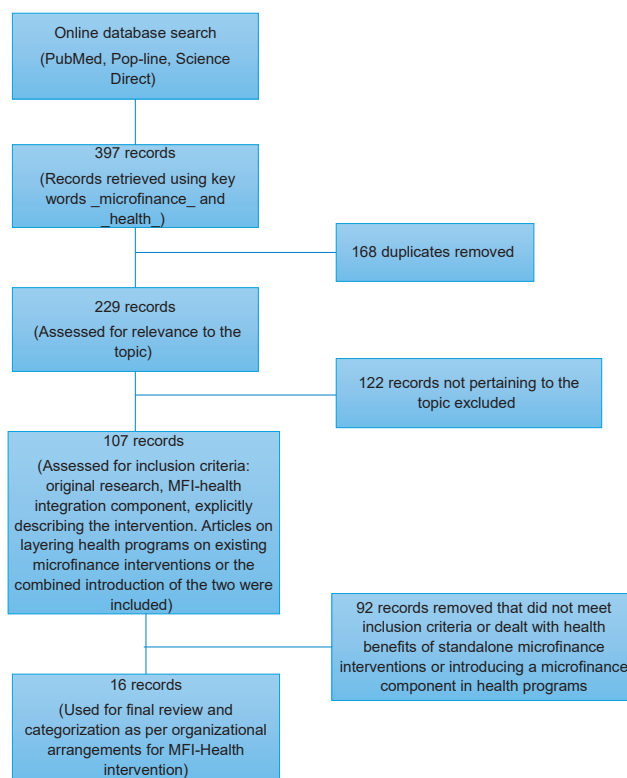 Online database search
(PubMed, Pop-line, Science
Direct)
397 records
(Records retrieved using key
words _microfinance_ and
_health_)
168 duplicates removed
229 records
(Assessed for relevance to the
topic)
122 records not pertaining to the
topic excluded
107 records
(Assessed for inclusion criteria:
original research, MFI-health
integration component, explicitly
describing the intervention. Articles on
layering health programs on existing
microfinance interventions or the
combined introduction of the two were
included)
92 records removed that did not meet
inclusion criteria or dealt with health
benefits of standalone microfinance
interventions or introducing a microfinance
component in health programs
16 records
(Used for final review and
categorization as per organizational
arrangements for MFI-Health
intervention)